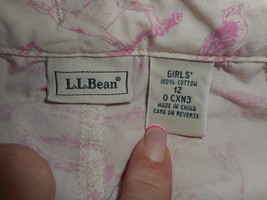 L.L.Bean®
GIRLS'
100% COTTON
12
0 CXN3
MADE IN CHINA
CARE ON REVERSE